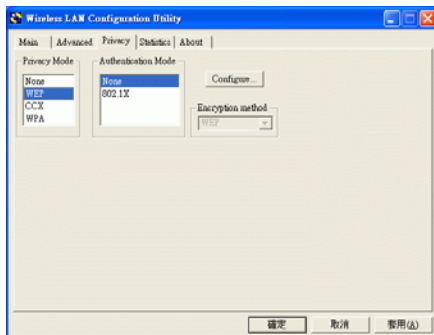 Wireless LAN Configuration Utility
Main Advanced Privacy Statistics About
Privacy Mode
None
WEP
CCX
WPA
Authentication Mode
None
802.1X
Configure...
Encryption method
WEP
確定 取消 套用(A)